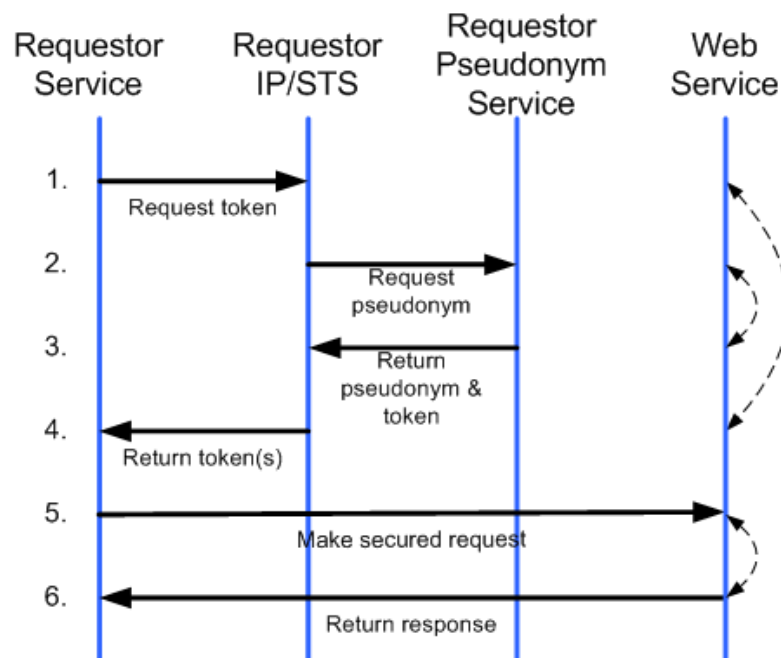 Requestor
Service
Requestor
IP/STS
Requestor
Pseudonym
Service
Web
Service
1.
Request token
2.
Request
pseudonym
3.
Return
pseudonym &
token
4.
Return token(s)
5.
Make secured request
6.
Return response